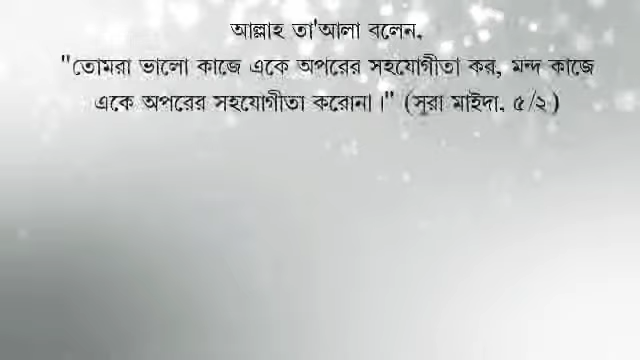 আল্লাহ তা'আলা বলেন,
"তোমরা ভালো কাজে একে অপরের সহযোগীতা কর, মন্দ কাজে
একে অপরের সহযোগীতা করোনা।" (সূরা মাইদা, ৫/২)